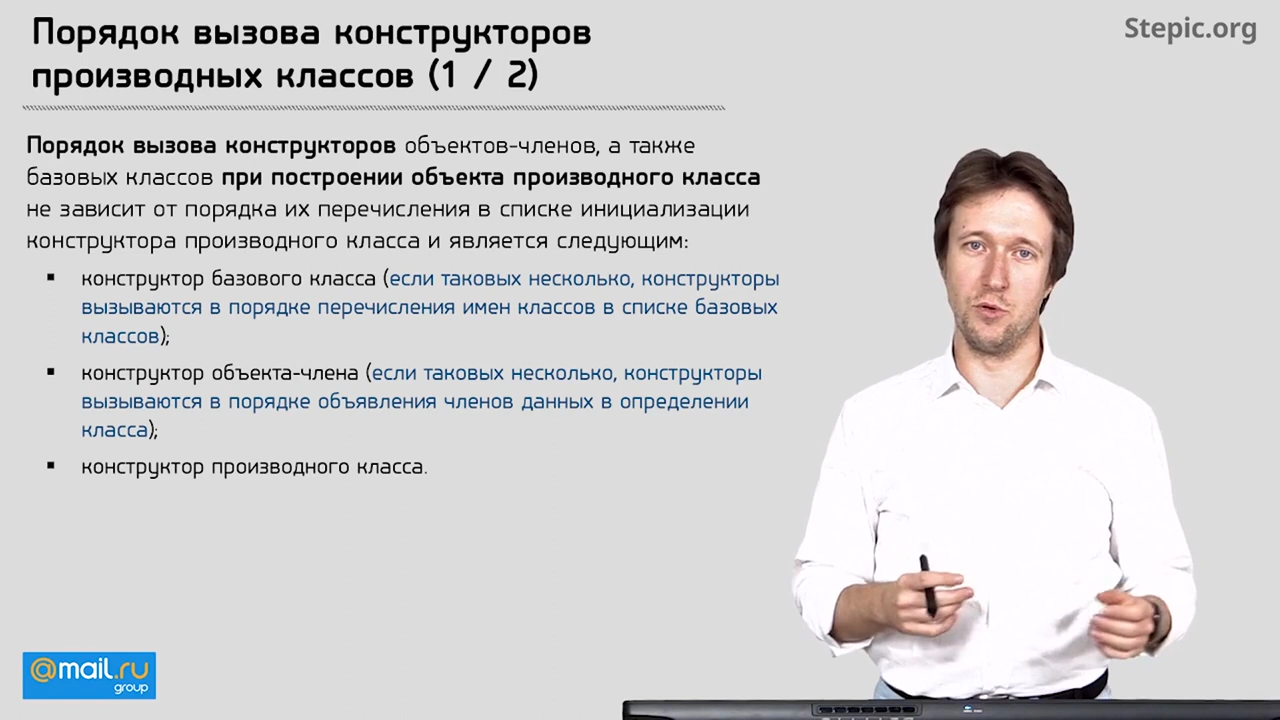 Порядок вызова конструкторов
производных классов (1 / 2)
Stepic.org
Порядок вызова конструкторов объектов-членов, а также
базовых классов при построении объекта производного класса
не зависит от порядка их перечисления в списке инициализации
конструктора производного класса и является следующим:
▪ конструктор базового класса (если таковых несколько, конструкторы
вызываются в порядке перечисления имен классов в списке базовых
классов);
▪ конструктор объекта-члена (если таковых несколько, конструкторы
вызываются в порядке объявления членов данных в определении
класса);
▪ конструктор производного класса.
@mail.ru
group